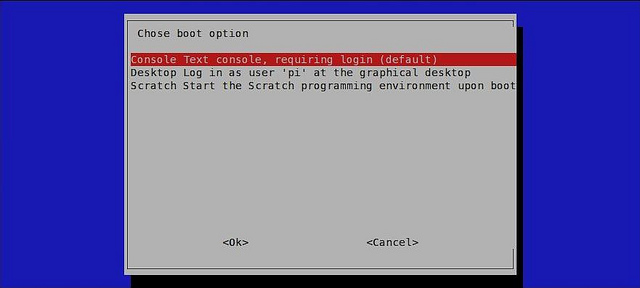 Chose boot option
Console Text console, requiring login (default)
Desktop Log in as user 'pi' at the graphical desktop
Scratch Start the Scratch programming environment upon boot
<Ok> <Cancel>